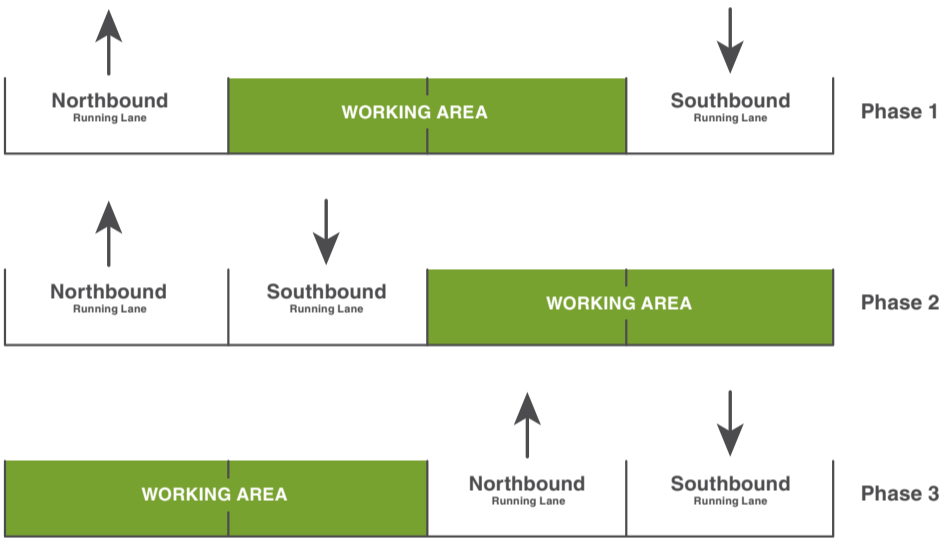 Northbound
Running Lane
WORKING AREA
Southbound
Running Lane
Phase 1
Northbound
Running Lane
Southbound
Running Lane
WORKING AREA
Phase 2
WORKING AREA
Northbound
Running Lane
Southbound
Running Lane
Phase 3